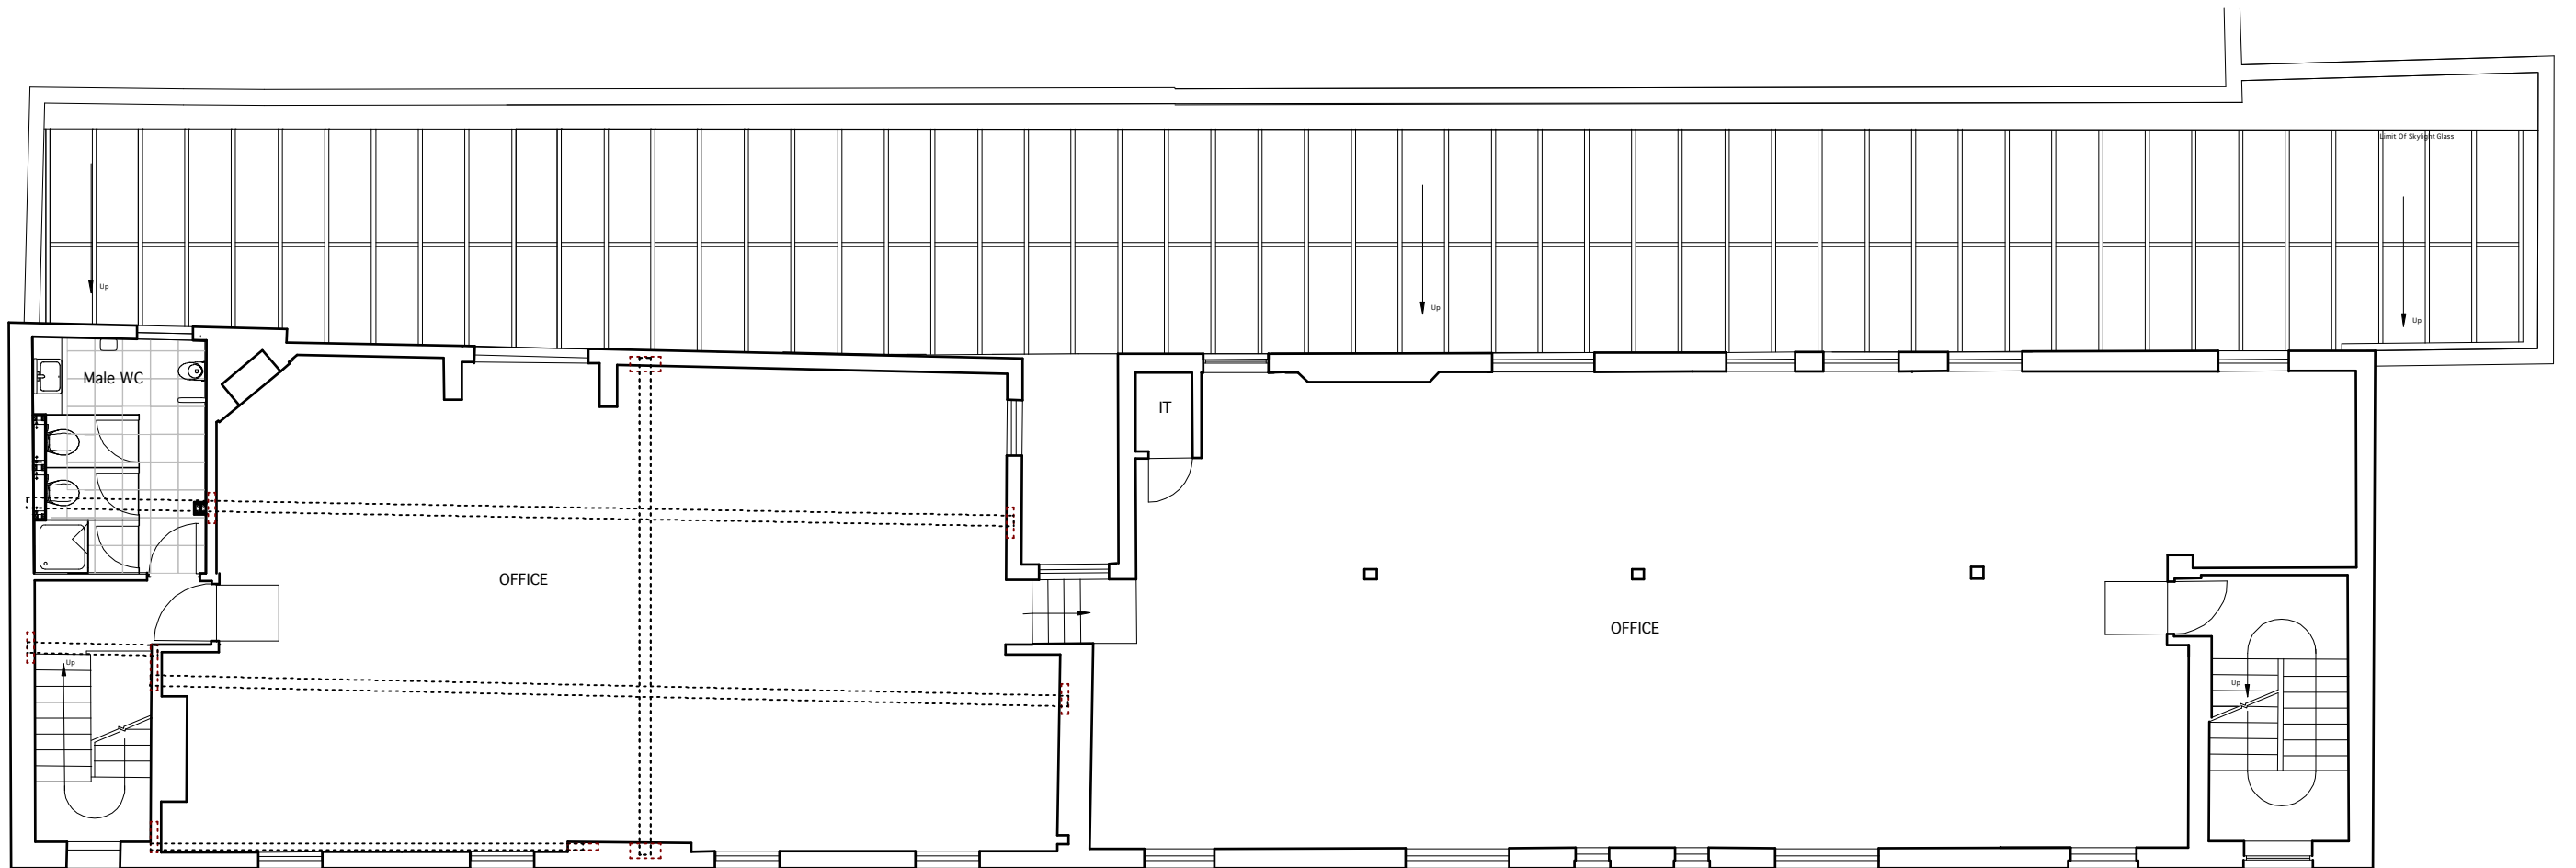 Limit Of Skylight Glass
Up
Up
Up
Male WC
IT
OFFICE
OFFICE
Up
Up